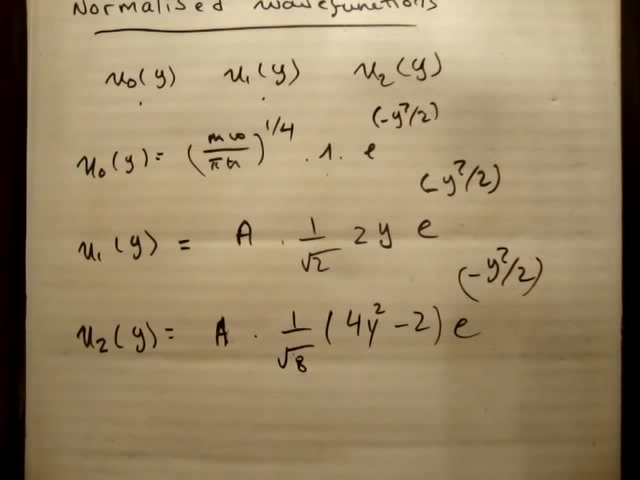 Normalised wavefunctions
u₀(y) u₁(y) u₂(y)
u₀(y) = (mω/πħ)^1/4 . 1. e^(-y²/2)
u₁(y) = A . 1/√2 2y e^(y²/2)
u₂(y) = A . 1/√8 (4y² - 2) e^(-y²/2)